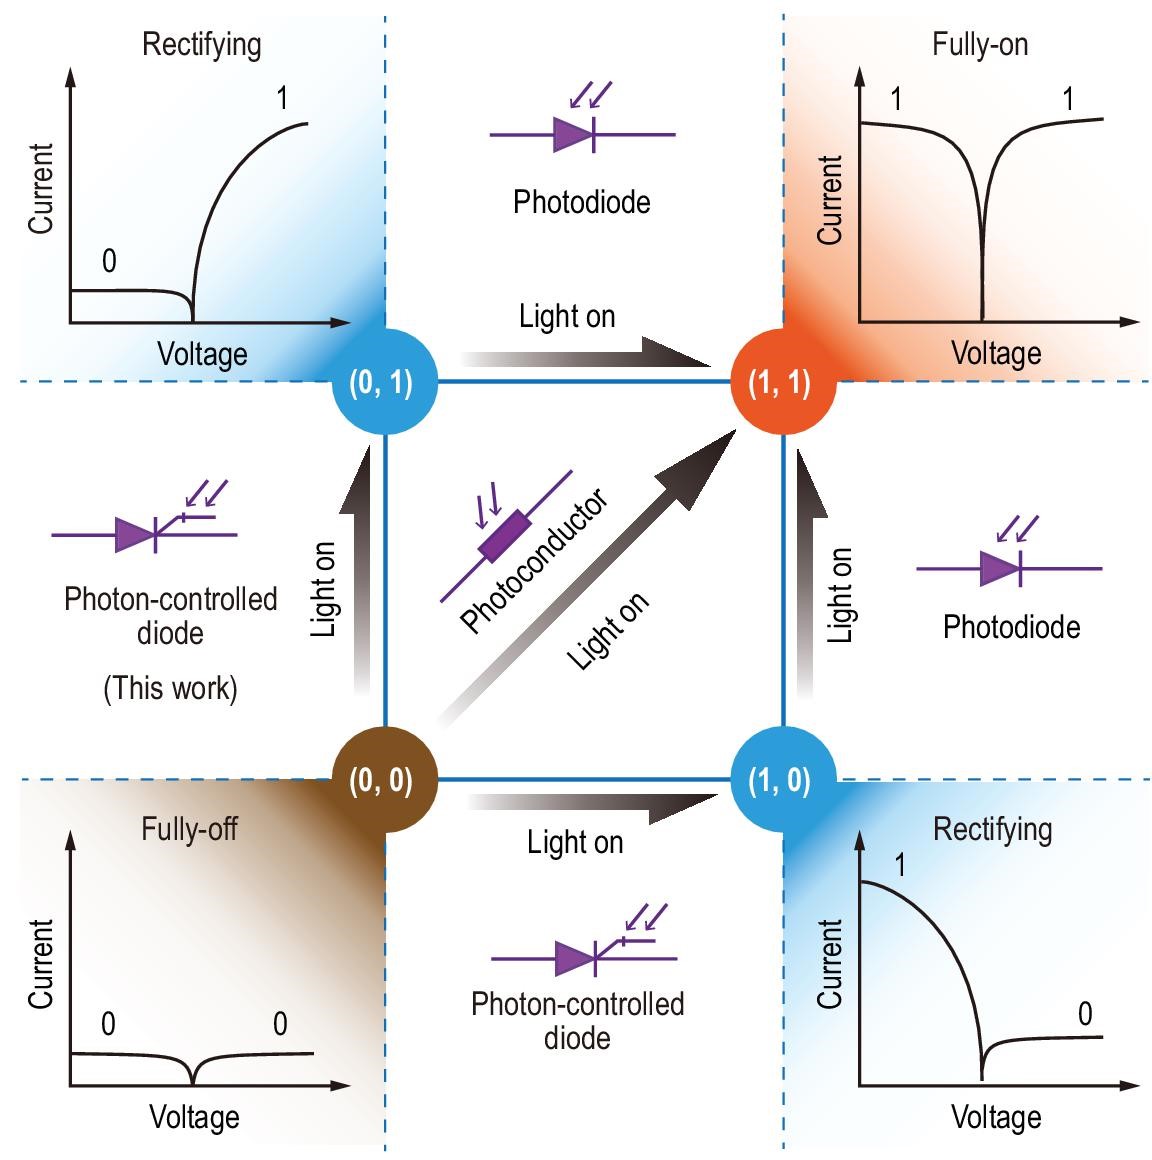 Rectifying
1
0
Current
Voltage
Photodiode
Light on
Fully-on
1
1
Current
Voltage
(0, 1)
(1, 1)
Photon-controlled
diode
(This work)
Light on
Photoconductor
Light on
Light on
Photodiode
(0, 0)
(1, 0)
Fully-off
0
0
Current
Voltage
Light on
Photon-controlled
diode
Rectifying
1
0
Current
Voltage